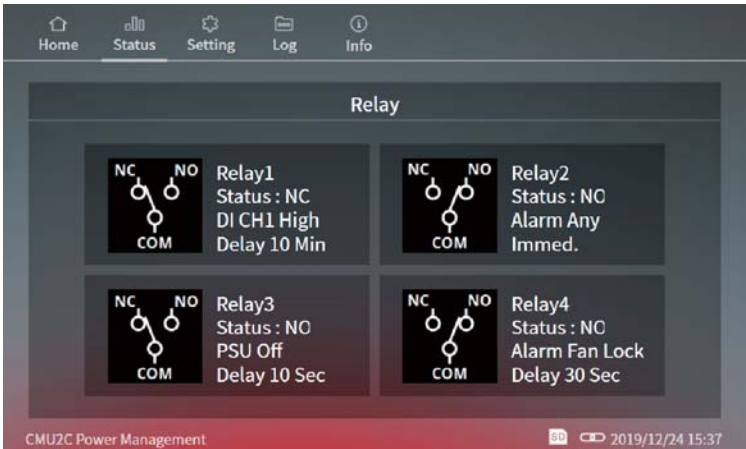 Home Status Setting Log Info
Relay
NC NO
COM
Relay1
Status : NC
DI CH1 High
Delay 10 Min
NC NO
COM
Relay2
Status : NO
Alarm Any
Immed.
NC NO
COM
Relay3
Status : NO
PSU Off
Delay 10 Sec
NC NO
COM
Relay4
Status : NO
Alarm Fan Lock
Delay 30 Sec
CMU2C Power Management
SD 2019/12/24 15:37